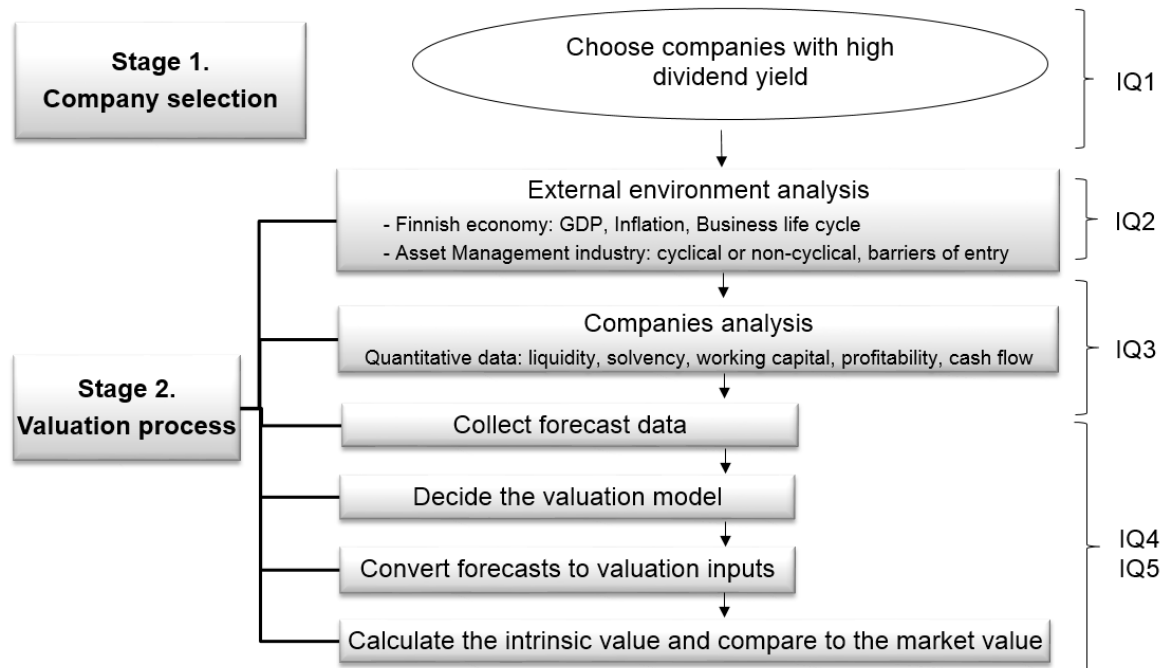 Stage 1.
Company selection
Choose companies with high
dividend yield
IQ1
External environment analysis
- Finnish economy: GDP, Inflation, Business life cycle
- Asset Management industry: cyclical or non-cyclical, barriers of entry
IQ2
Companies analysis
Quantitative data: liquidity, solvency, working capital, profitability, cash flow
IQ3
Stage 2.
Valuation process
Collect forecast data
Decide the valuation model
Convert forecasts to valuation inputs
Calculate the intrinsic value and compare to the market value
IQ4
IQ5